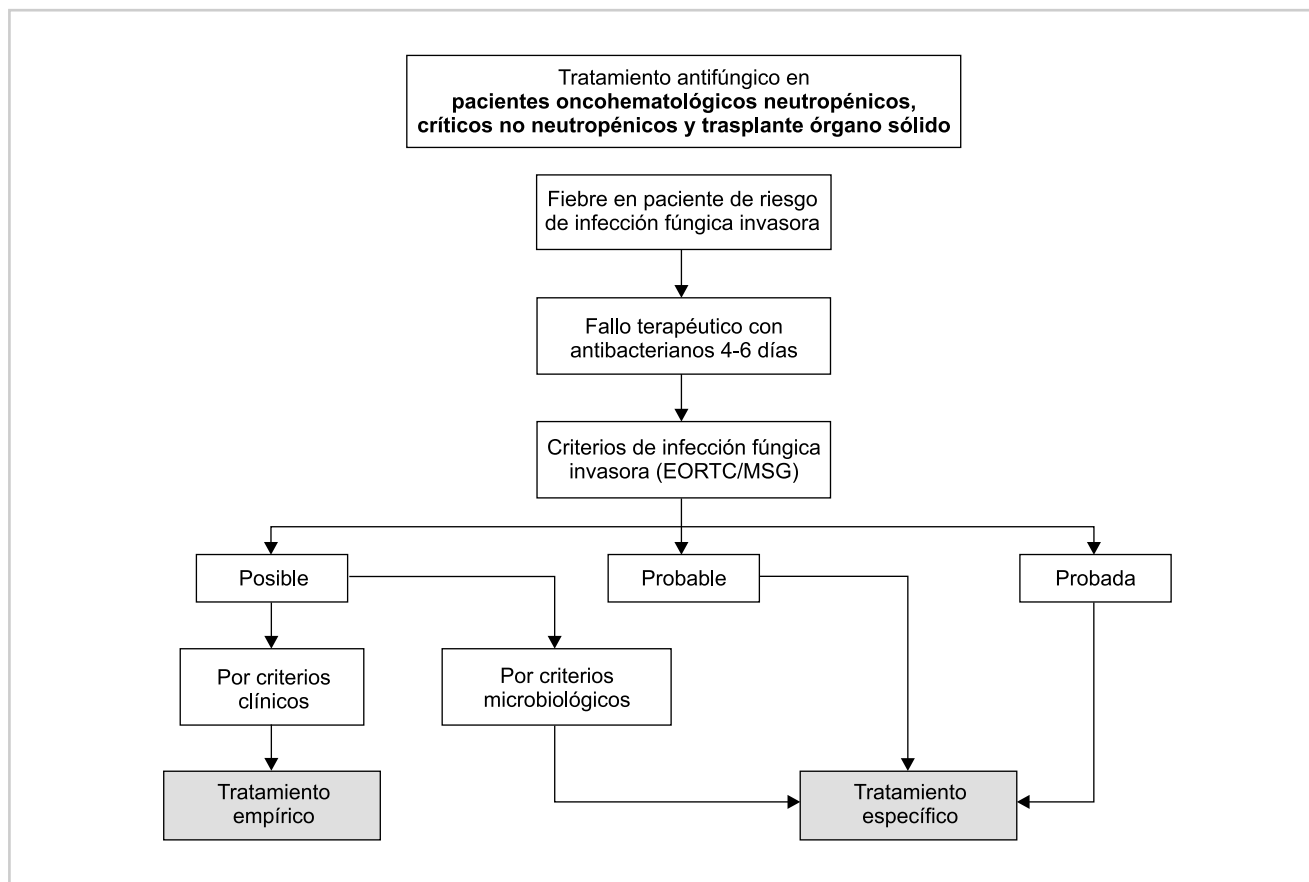 Tratamiento antifúngico en
pacientes oncohematológicos neutropénicos,
críticos no neutropénicos y trasplante órgano sólido
Fiebre en paciente de riesgo
de infección fúngica invasora
Fallo terapéutico con
antibacterianos 4-6 días
Criterios de infección fúngica
invasora (EORTC/MSG)
Posible
Probable
Probada
Por criterios
clínicos
Por criterios
microbiológicos
Tratamiento
empírico
Tratamiento
específico